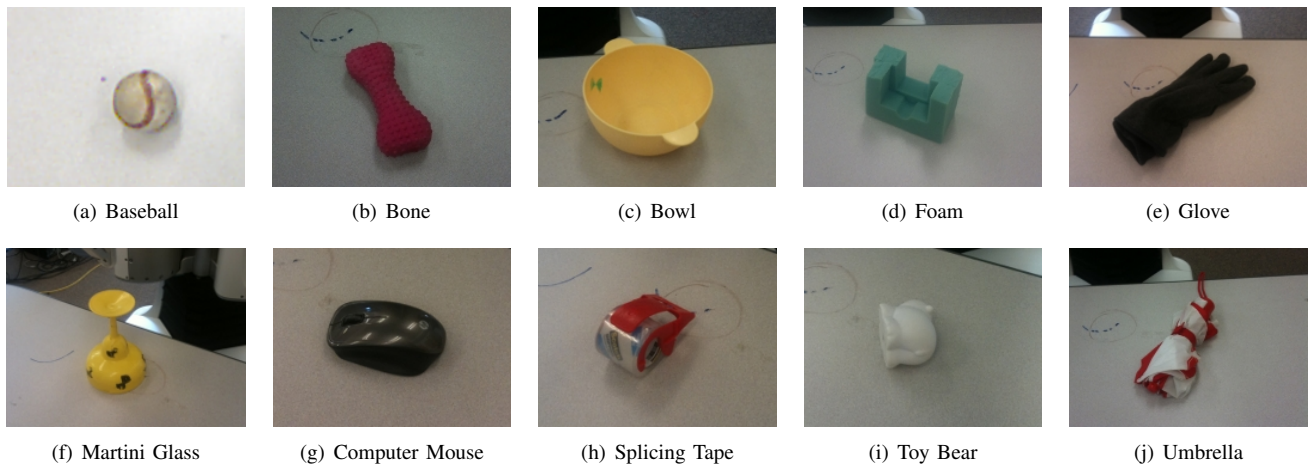 (a) Baseball
(b) Bone
(c) Bowl
(d) Foam
(e) Glove
(f) Martini Glass
(g) Computer Mouse
(h) Splicing Tape
(i) Toy Bear
(j) Umbrella